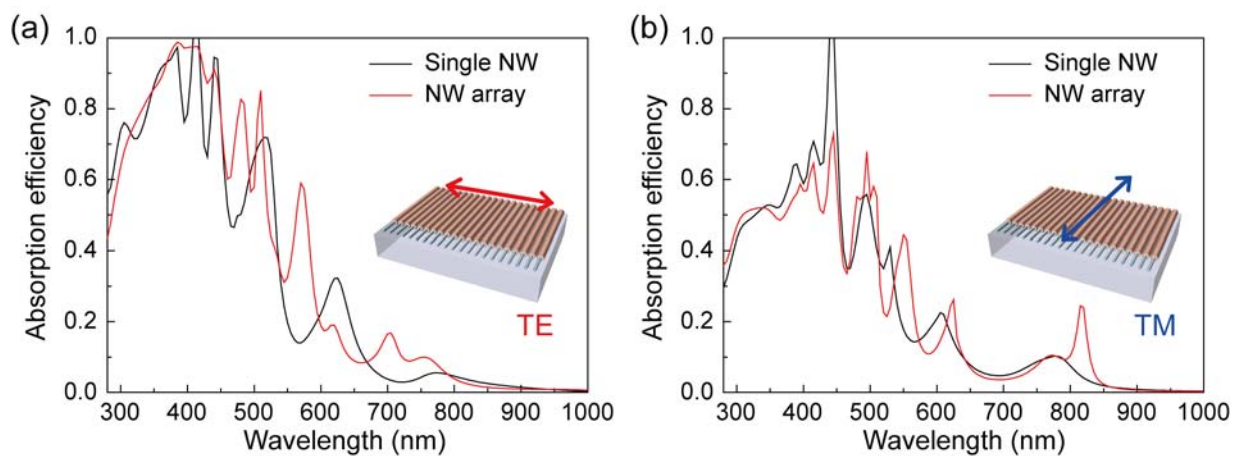 (a)
Absorption efficiency
1.0
0.8
0.6
0.4
0.2
0.0
Single NW
NW array
TE
300 400 500 600 700 800 900 1000
Wavelength (nm)
(b)
Absorption efficiency
1.0
0.8
0.6
0.4
0.2
0.0
Single NW
NW array
TM
300 400 500 600 700 800 900 1000
Wavelength (nm)